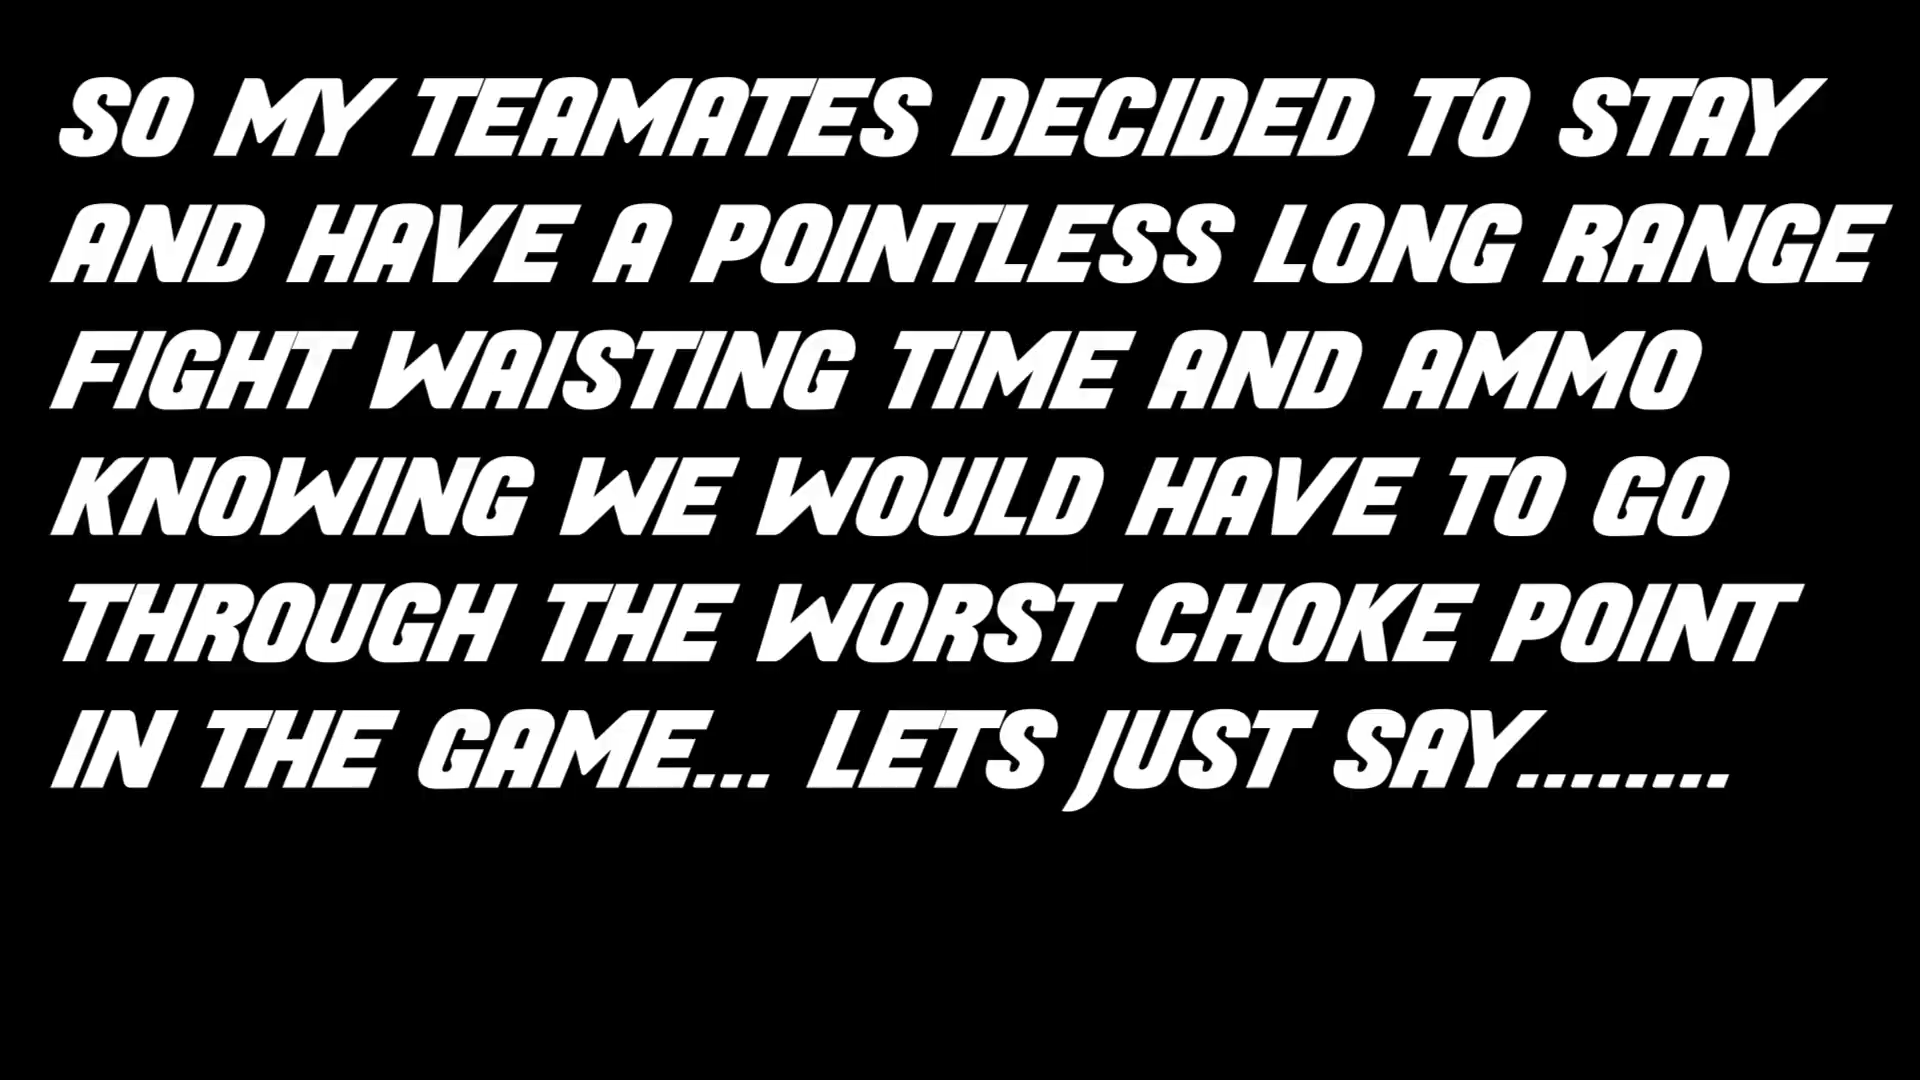 SO MY TEAMATES DECIDED TO STAY
AND HAVE A POINTLESS LONG RANGE
FIGHT WAISTING TIME AND AMMO
KNOWING WE WOULD HAVE TO GO
THROUGH THE WORST CHOKE POINT
IN THE GAME... LETS JUST SAY........